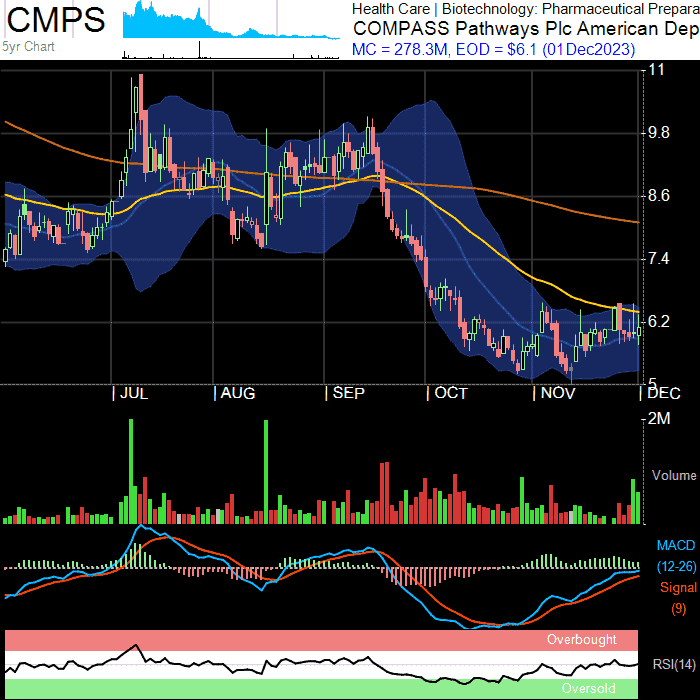 CMPS
5yr Chart
Health Care | Biotechnology: Pharmaceutical Prepara
COMPASS Pathways Plc American Dep
MC = 278.3M, EOD = $6.1 (01Dec2023)
11
9.8
8.6
7.4
6.2
5
| JUL | AUG | SEP | OCT | NOV | DEC
2M
Volume
MACD
(12-26)
Signal
(9)
Overbought
RSI(14)
Oversold